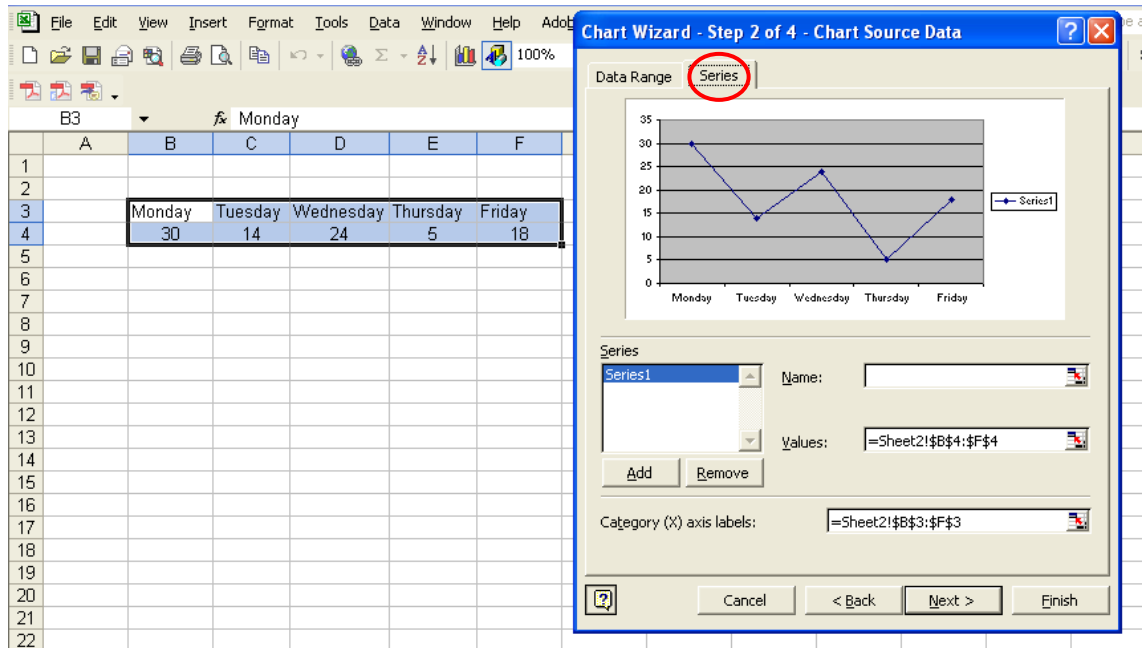 File Edit View Insert Format Tools Data Window Help Adob
100%
B3 fx Monday
A B C D E F
1
2
3 Monday Tuesday Wednesday Thursday Friday
4 30 14 24 5 18
5
6
7
8
9
10
11
12
13
14
15
16
17
18
19
20
21
22
Chart Wizard - Step 2 of 4 - Chart Source Data
Data Range Series
35
30
25
20
15
10
5
0
Monday Tuesday Wednesday Thursday Friday
Series1
Series
Series1
Name:
Values: =Sheet2!$B$4:$F$4
Add Remove
Category (X) axis labels: =Sheet2!$B$3:$F$3
Cancel < Back Next > Finish